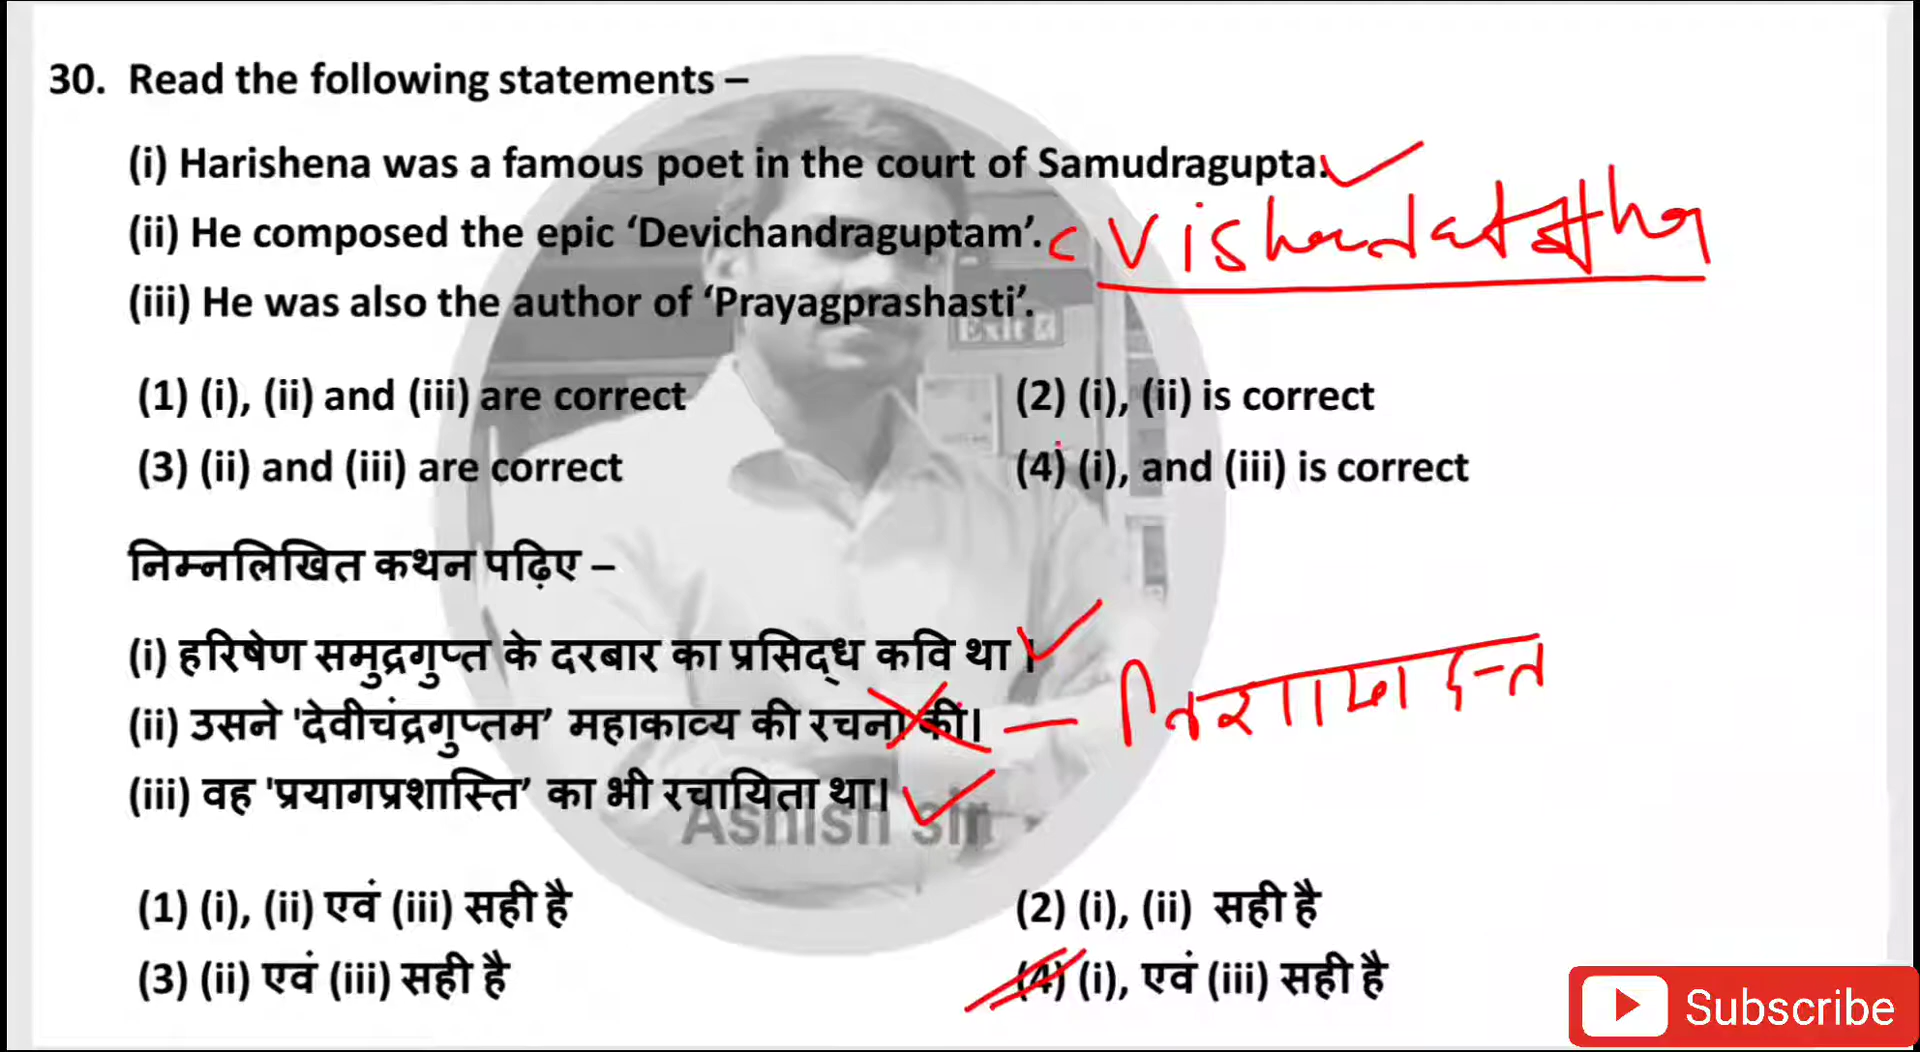 30. Read the following statements –
(i) Harishena was a famous poet in the court of Samudragupta.
(ii) He composed the epic ‘Devichandraguptam’.
(iii) He was also the author of ‘Prayagprashasti’.
Exit
(1) (i), (ii) and (iii) are correct (2) (i), (ii) is correct
(3) (ii) and (iii) are correct (4) (i), and (iii) is correct
निम्नलिखित कथन पढ़िए –
(i) हरिषेण समुद्रगुप्त के दरबार का प्रसिद्ध कवि था।
(ii) उसने 'देवीचंद्रगुप्तम’ महाकाव्य की रचना की।
(iii) वह 'प्रयागप्रशास्ति’ का भी रचायिता था।
Ashish sir
(1) (i), (ii) एवं (iii) सही है (2) (i), (ii) सही है
(3) (ii) एवं (iii) सही है (4) (i), एवं (iii) सही है
Subscribe